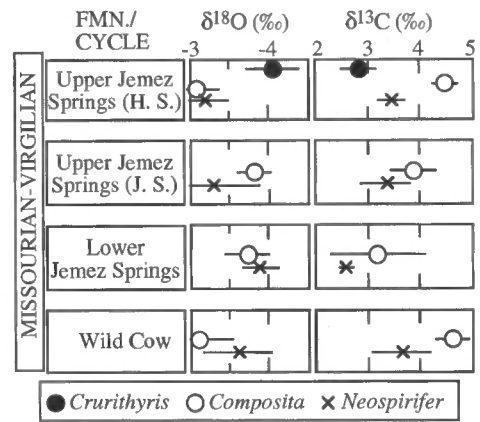 FMN./ δ18O (‰) δ13C (‰)
CYCLE
-3 -4 2 3 4 5
MISSOURIAN-VIRGILIAN
Upper Jemez
Springs (H. S.)
Upper Jemez
Springs (J. S.)
Lower
Jemez Springs
Wild Cow
Crurithyris Composita Neospirifer